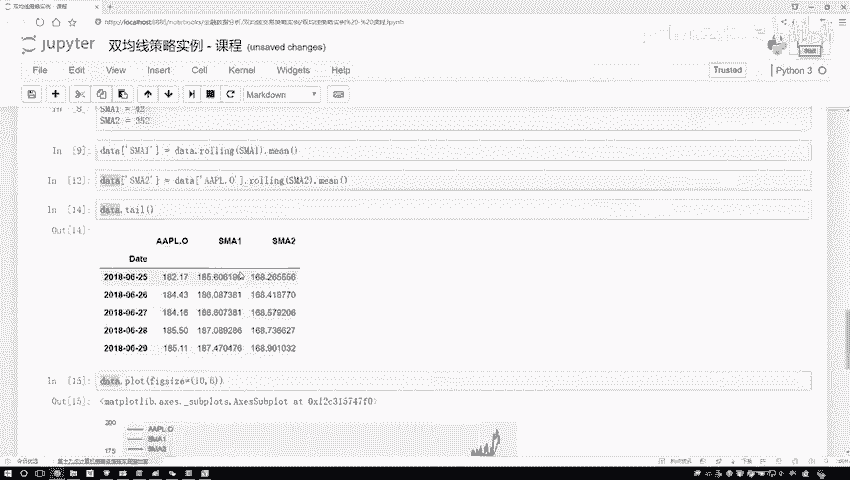 双均线策略实例 - 课程
http://localhost:8888/notebooks/金融数据分析/
jupyter 双均线策略实例 - 课程 (unsaved changes)
File Edit View Insert Cell Kernel Widgets Help
Trusted
Python 3
Markdown
SMA1 = 42
SMA2 = 252
In [9]: data['SMA1'] = data.rolling(SMA1).mean()
In [12]: data['SMA2'] = data['AAPL.O'].rolling(SMA2).mean()
In [14]: data.tail()
Out[14]:
AAPL.O SMA1 SMA2
Date
2018-06-25 182.17 185.606190 168.265556
2018-06-26 184.43 186.087381 168.418770
2018-06-27 184.16 186.607381 168.579206
2018-06-28 185.50 187.089286 168.736627
2018-06-29 185.11 187.470476 168.901032
In [15]: data.plot(figsize=(10,6))
Out[15]: <matplotlib.axes._subplots.AxesSubplot at 0x12c315747f0>
200
AAPL.O
SMA1
SMA2
175